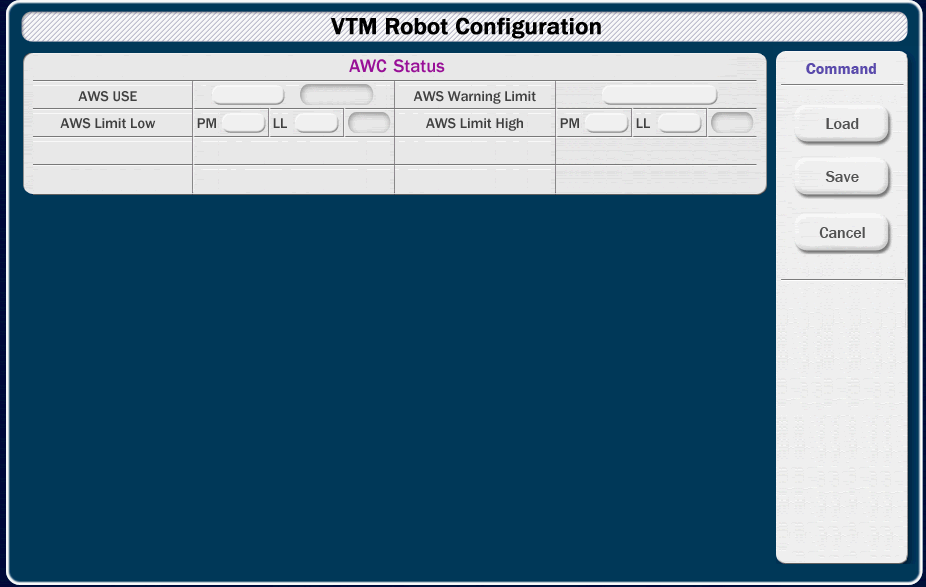 VTM Robot Configuration
AWC Status
AWS USE
AWS Warning Limit
AWS Limit Low
PM
LL
AWS Limit High
PM
LL
Command
Load
Save
Cancel